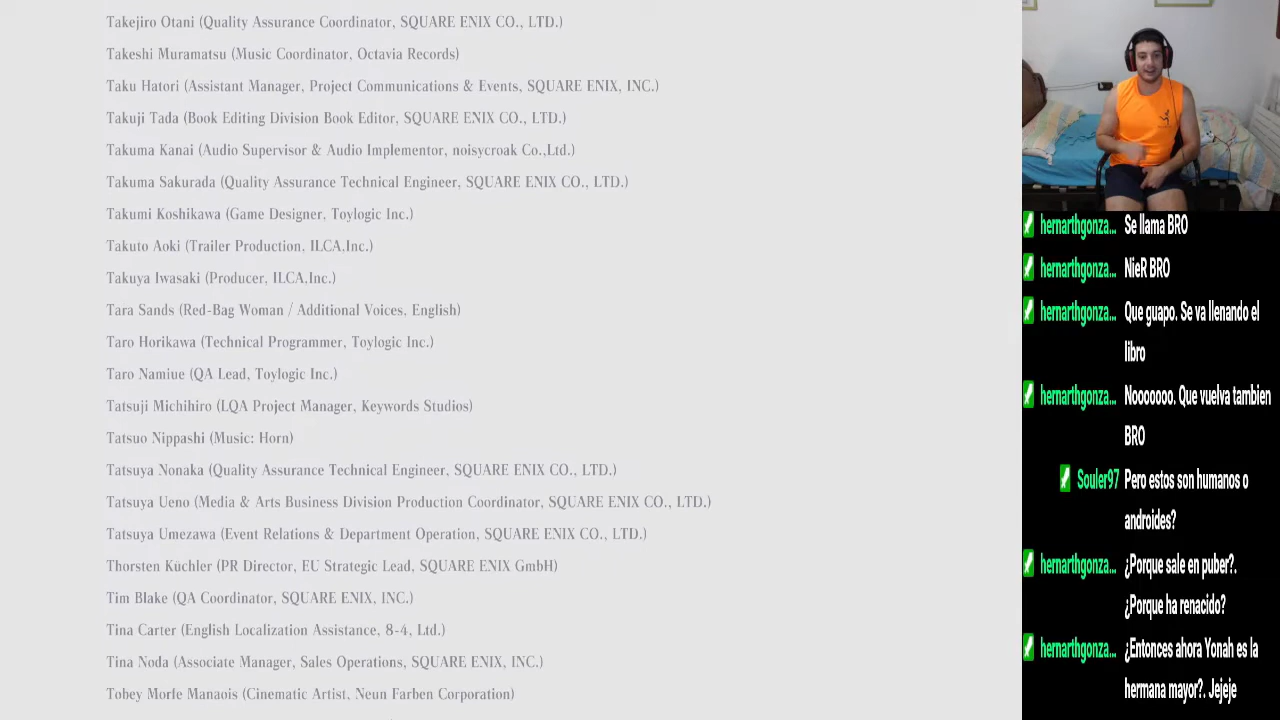 Takejiro Otani (Quality Assurance Coordinator, SQUARE ENIX CO., LTD.)
Takeshi Muramatsu (Music Coordinator, Octavia Records)
Taku Hatori (Assistant Manager, Project Communications & Events, SQUARE ENIX, INC.)
Takuji Tada (Book Editing Division Book Editor, SQUARE ENIX CO., LTD.)
Takuma Kanai (Audio Supervisor & Audio Implementor, noisycroak Co.,Ltd.)
Takuma Sakurada (Quality Assurance Technical Engineer, SQUARE ENIX CO., LTD.)
Takumi Koshikawa (Game Designer, Toylogic Inc.)
Takuto Aoki (Trailer Production, ILCA,Inc.)
Takuya Iwasaki (Producer, ILCA,Inc.)
Tara Sands (Red-Bag Woman / Additional Voices, English)
Taro Horikawa (Technical Programmer, Toylogic Inc.)
Taro Namiue (QA Lead, Toylogic Inc.)
Tatsuji Michihiro (LQA Project Manager, Keywords Studios)
Tatsuo Nippashi (Music: Horn)
Tatsuya Nonaka (Quality Assurance Technical Engineer, SQUARE ENIX CO., LTD.)
Tatsuya Ueno (Media & Arts Business Division Production Coordinator, SQUARE ENIX CO., LTD.)
Tatsuya Umezawa (Event Relations & Department Operation, SQUARE ENIX CO., LTD.)
Thorsten Küchler (PR Director, EU Strategic Lead, SQUARE ENIX GmbH)
Tim Blake (QA Coordinator, SQUARE ENIX, INC.)
Tina Carter (English Localization Assistance, 8-4, Ltd.)
Tina Noda (Associate Manager, Sales Operations, SQUARE ENIX, INC.)
Tobey Morfe Manaois (Cinematic Artist, Neun Farben Corporation)
hernarthgonza... Se llama BRO
hernarthgonza... NieR BRO
hernarthgonza... Que guapo. Se va llenando el
libro
hernarthgonza... Nooooooo. Que vuelva tambien
BRO
Souler97 Pero estos son humanos o
androides?
hernarthgonza... ¿Porque sale en puber?.
¿Porque ha renacido?
hernarthgonza... ¿Entonces ahora Yonah es la
hermana mayor?. Jejeje